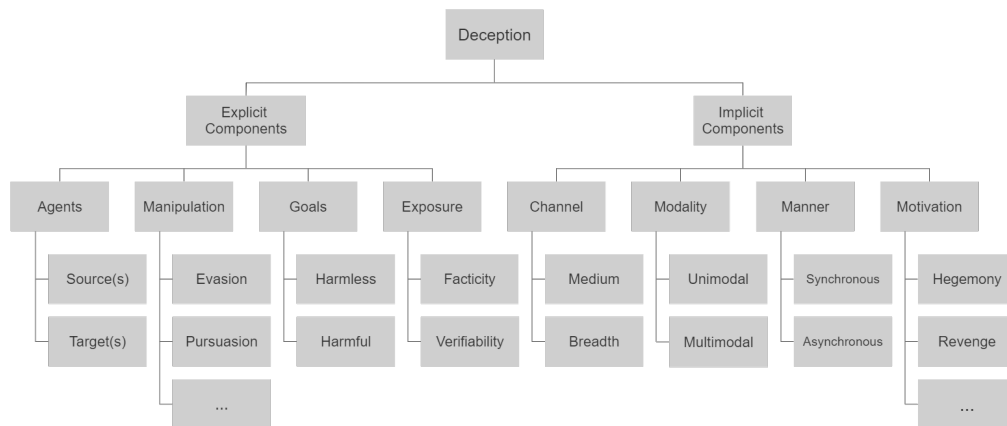 Deception
Explicit
Components
Implicit
Components
Agents
Manipulation
Goals
Exposure
Channel
Modality
Manner
Motivation
Source(s)
Evasion
Harmless
Facticity
Medium
Unimodal
Synchronous
Hegemony
Target(s)
Pursuasion
Harmful
Verifiability
Breadth
Multimodal
Asynchronous
Revenge
...
...